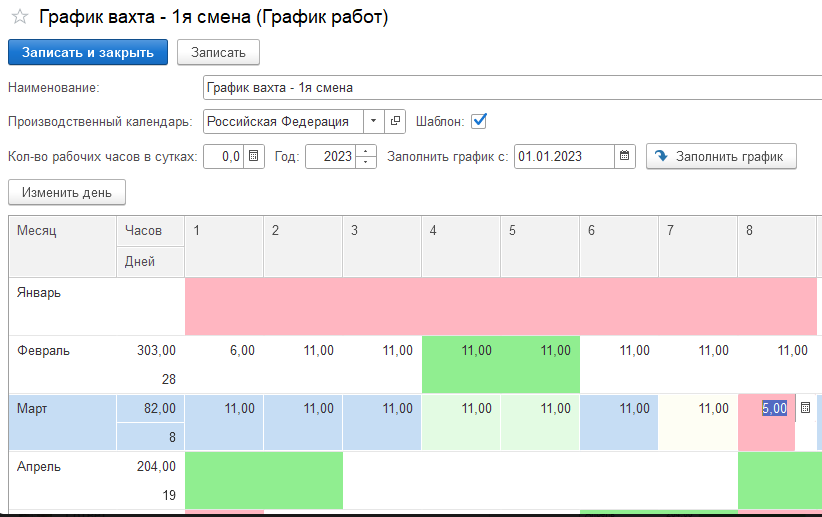 График вахта - 1я смена (График работ)
Записать и закрыть Записать
Наименование: График вахта - 1я смена
Производственный календарь: Российская Федерация Шаблон:
Кол-во рабочих часов в сутках: 0,0 Год: 2023 Заполнить график с: 01.01.2023 Заполнить график
Изменить день
Месяц Часов 1 2 3 4 5 6 7 8
Дней
Январь
Февраль 303,00 6,00 11,00 11,00 11,00 11,00 11,00 11,00 11,00
28
Март 82,00 11,00 11,00 11,00 11,00 11,00 11,00 11,00 5,00
8
Апрель 204,00
19